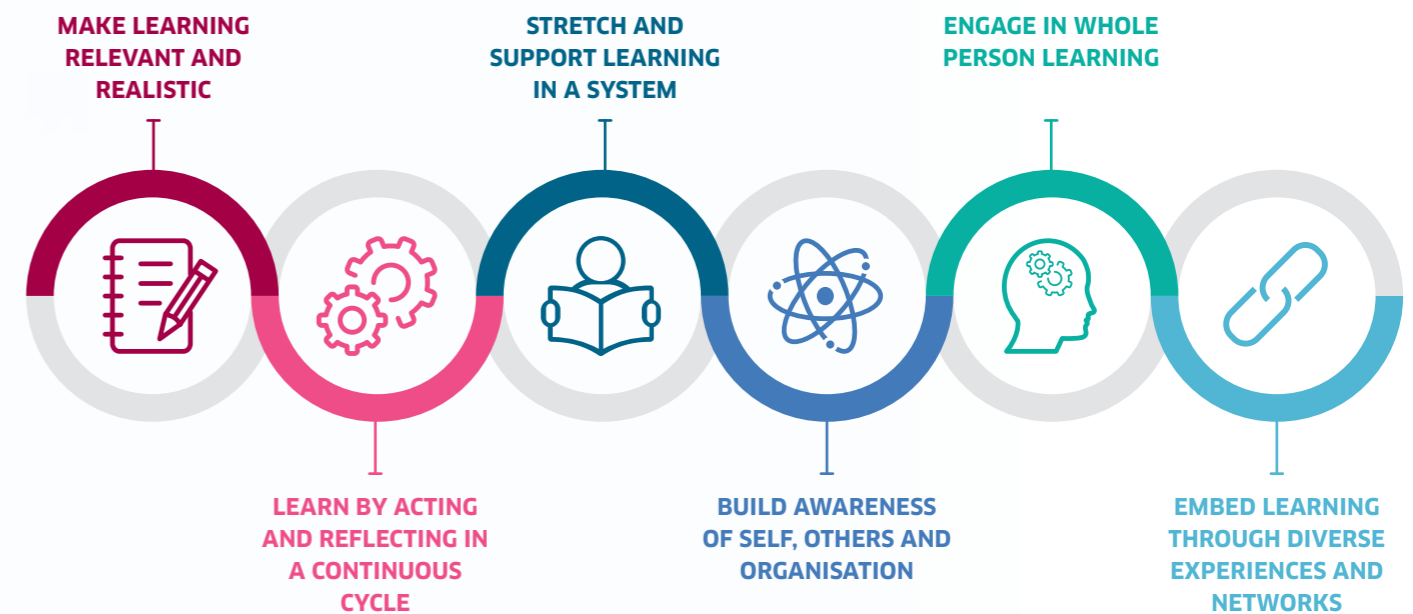 MAKE LEARNING
RELEVANT AND
REALISTIC
LEARN BY ACTING
AND REFLECTING IN
A CONTINUOUS
CYCLE
STRETCH AND
SUPPORT LEARNING
IN A SYSTEM
BUILD AWARENESS
OF SELF, OTHERS AND
ORGANISATION
ENGAGE IN WHOLE
PERSON LEARNING
EMBED LEARNING
THROUGH DIVERSE
EXPERIENCES AND
NETWORKS